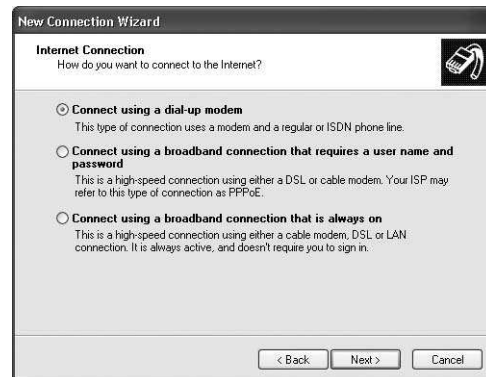 New Connection Wizard
Internet Connection
How do you want to connect to the Internet?
Connect using a dial-up modem
This type of connection uses a modem and a regular or ISDN phone line.
Connect using a broadband connection that requires a user name and
password
This is a high-speed connection using either a DSL or cable modem. Your ISP may
refer to this type of connection as PPPoE.
Connect using a broadband connection that is always on
This is a high-speed connection using either a cable modem, DSL or LAN
connection. It is always active, and doesn't require you to sign in.
< Back
Next >
Cancel